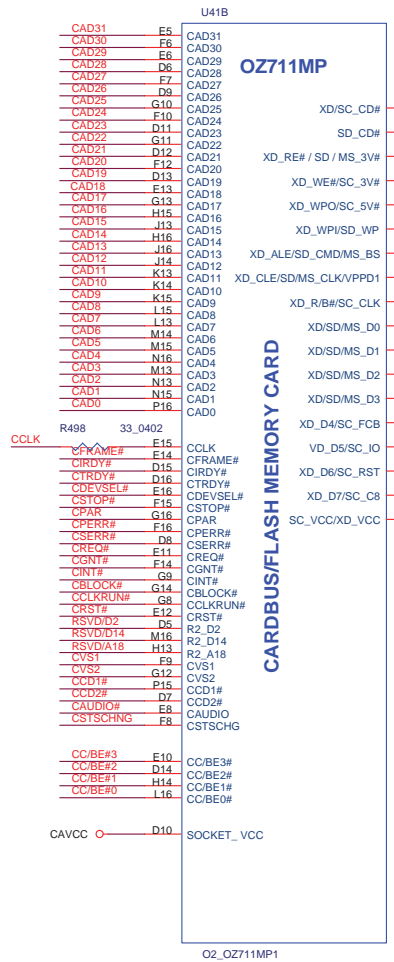 U41B
OZ711MP
CAD31 E5 CAD31
CAD30 F6 CAD30
CAD29 E6 CAD29
CAD28 D6 CAD28
CAD27 F7 CAD27
CAD26 D9 CAD26
CAD25 G10 CAD25 XD/SC_CD#
CAD24 F10 CAD24
CAD23 D11 CAD23 SD_CD#
CAD22 G11 CAD22
CAD21 D12 CAD21 XD_RE# / SD / MS_3V#
CAD20 F12 CAD20
CAD19 D13 CAD19 XD_WE#/SC_3V#
CAD18 E13 CAD18
CAD17 G13 CAD17 XD_WPO/SC_5V#
CAD16 H15 CAD16
CAD15 J13 CAD15 XD_WPI/SD_WP
CAD14 H16 CAD14
CAD13 J16 CAD13 XD_ALE/SD_CMD/MS_BS
CAD12 J14 CAD12
CAD11 K13 CAD11 XD_CLE/SD/MS_CLK/VPPD1
CAD10 K14 CAD10
CAD9 K15 CAD9 XD_R/B#/SC_CLK
CAD8 L15 CAD8
CAD7 L13 CAD7 XD/SD/MS_D0
CAD6 M14 CAD6
CAD5 M15 CAD5 XD/SD/MS_D1
CAD4 N16 CAD4
CAD3 M13 CAD3 XD/SD/MS_D2
CAD2 N13 CAD2
CAD1 N15 CAD1 XD/SD/MS_D3
CAD0 P16 CAD0
XD_D4/SC_FCB
R498 33_0402
CCLK E15 CCLK VD_D5/SC_IO
CFRAME# E14 CFRAME#
CIRDY# D15 CIRDY# XD_D6/SC_RST
CTRDY# D16 CTRDY#
CDEVSEL# E16 CDEVSEL# XD_D7/SC_C8
CSTOP# F15 CSTOP#
CPAR G16 CPAR SC_VCC/XD_VCC
CPERR# F16 CPERR#
CSERR# D8 CSERR#
CREQ# E11 CREQ#
CGNT# F14 CGNT#
CINT# G9 CINT#
CBLOCK# G14 CBLOCK#
CCLKRUN# G8 CCLKRUN#
CRST# E12 CRST#
RSVD/D2 D5 R2_D2
RSVD/D14 M16 R2_D14
RSVD/A18 H13 R2_A18
CVS1 F9 CVS1
CVS2 G12 CVS2
CCD1# P15 CCD1#
CCD2# D7 CCD2#
CAUDIO# E8 CAUDIO
CSTSCHNG F8 CSTSCHG
CARDBUS/FLASH MEMORY CARD
CC/BE#3 E10 CC/BE3#
CC/BE#2 D14 CC/BE2#
CC/BE#1 H14 CC/BE1#
CC/BE#0 L16 CC/BE0#
CAVCC D10 SOCKET_ VCC
O2_OZ711MP1